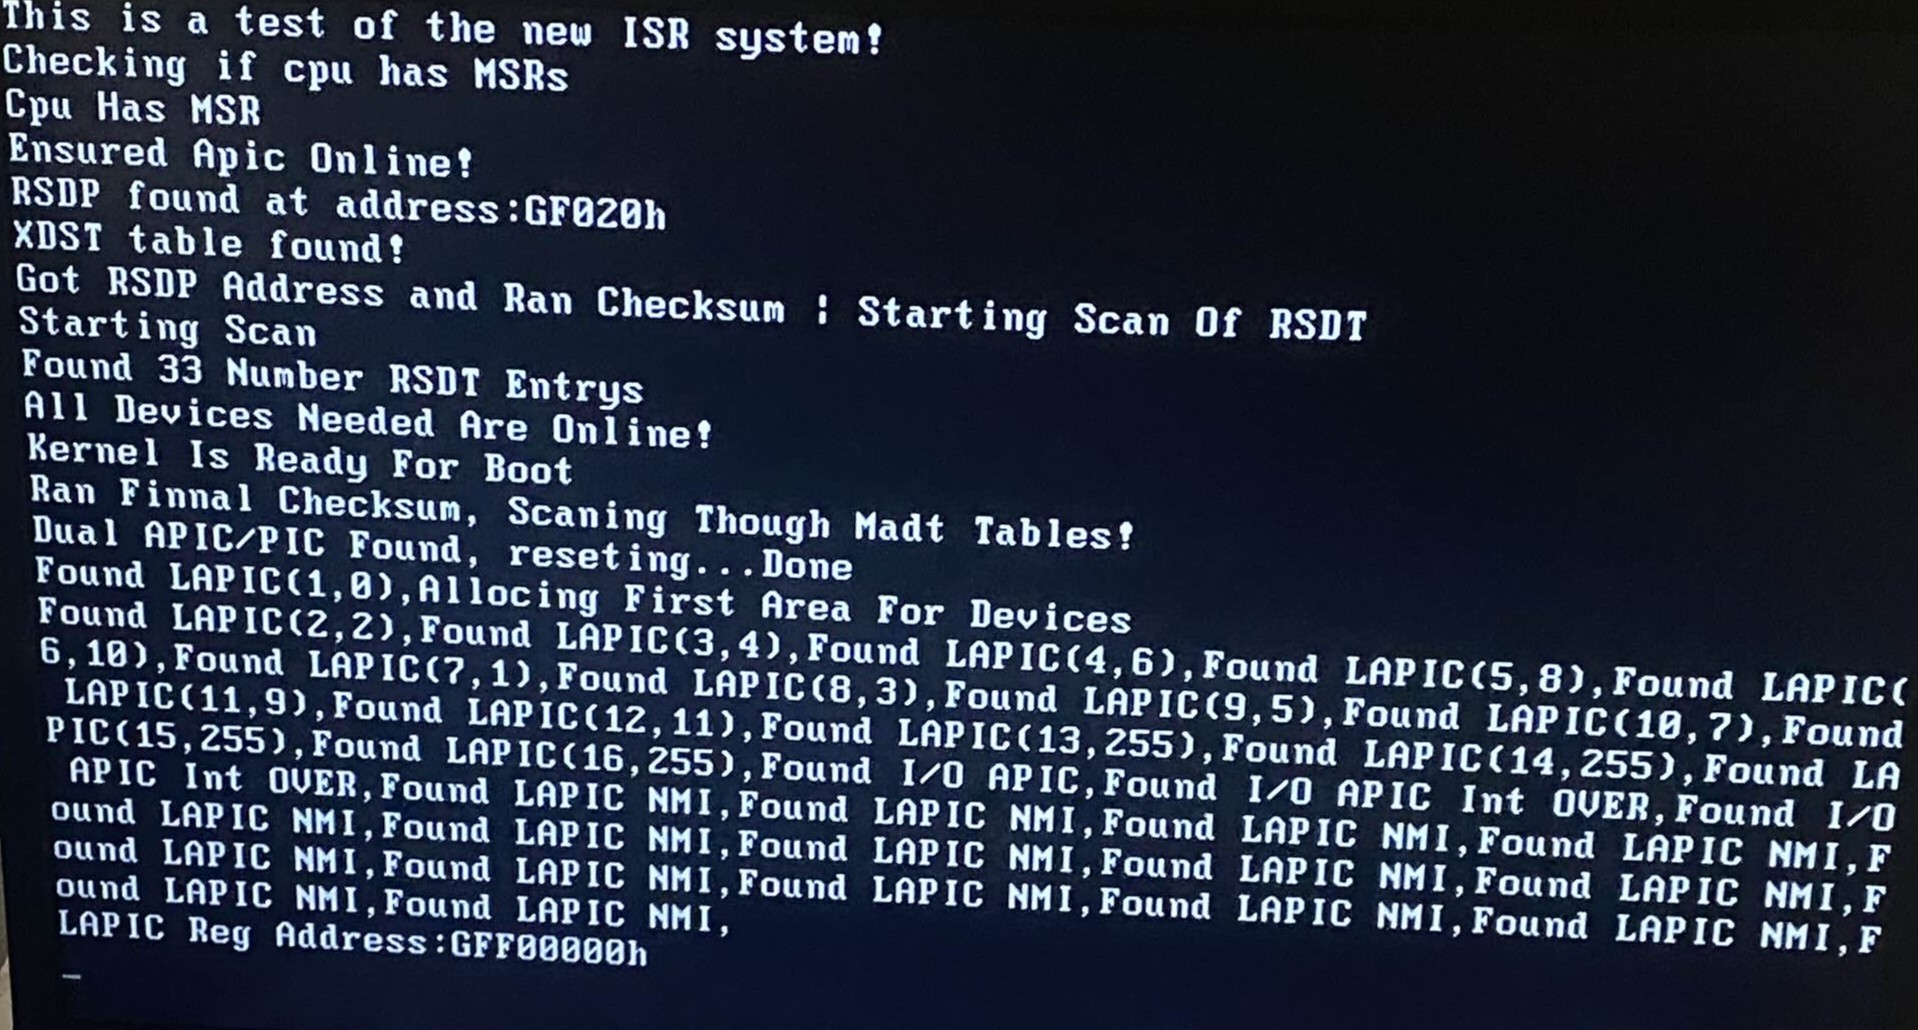 This is a test of the new ISR system!
Checking if cpu has MSRs
Cpu Has MSR
Ensured Apic Online!
RSDP found at address:GF020h
XDST table found!
Got RSDP Address and Ran Checksum ¦ Starting Scan Of RSDT
Starting Scan
Found 33 Number RSDT Entrys
All Devices Needed Are Online!
Kernel Is Ready For Boot
Ran Finnal Checksum, Scaning Though Madt Tables!
Dual APIC/PIC Found, reseting...Done
Found LAPIC(1,0),Allocing First Area For Devices
Found LAPIC(2,2),Found LAPIC(3,4),Found LAPIC(4,6),Found LAPIC(5,8),Found LAPIC(
6,10),Found LAPIC(7,1),Found LAPIC(8,3),Found LAPIC(9,5),Found LAPIC(10,7),Found
 LAPIC(11,9),Found LAPIC(12,11),Found LAPIC(13,255),Found LAPIC(14,255),Found LA
PIC(15,255),Found LAPIC(16,255),Found I/O APIC,Found I/O APIC Int OVER,Found I/O
 APIC Int OVER,Found LAPIC NMI,Found LAPIC NMI,Found LAPIC NMI,Found LAPIC NMI,F
ound LAPIC NMI,Found LAPIC NMI,Found LAPIC NMI,Found LAPIC NMI,Found LAPIC NMI,F
ound LAPIC NMI,Found LAPIC NMI,Found LAPIC NMI,Found LAPIC NMI,Found LAPIC NMI,F
ound LAPIC NMI,Found LAPIC NMI,
LAPIC Reg Address:GFF00000h
_